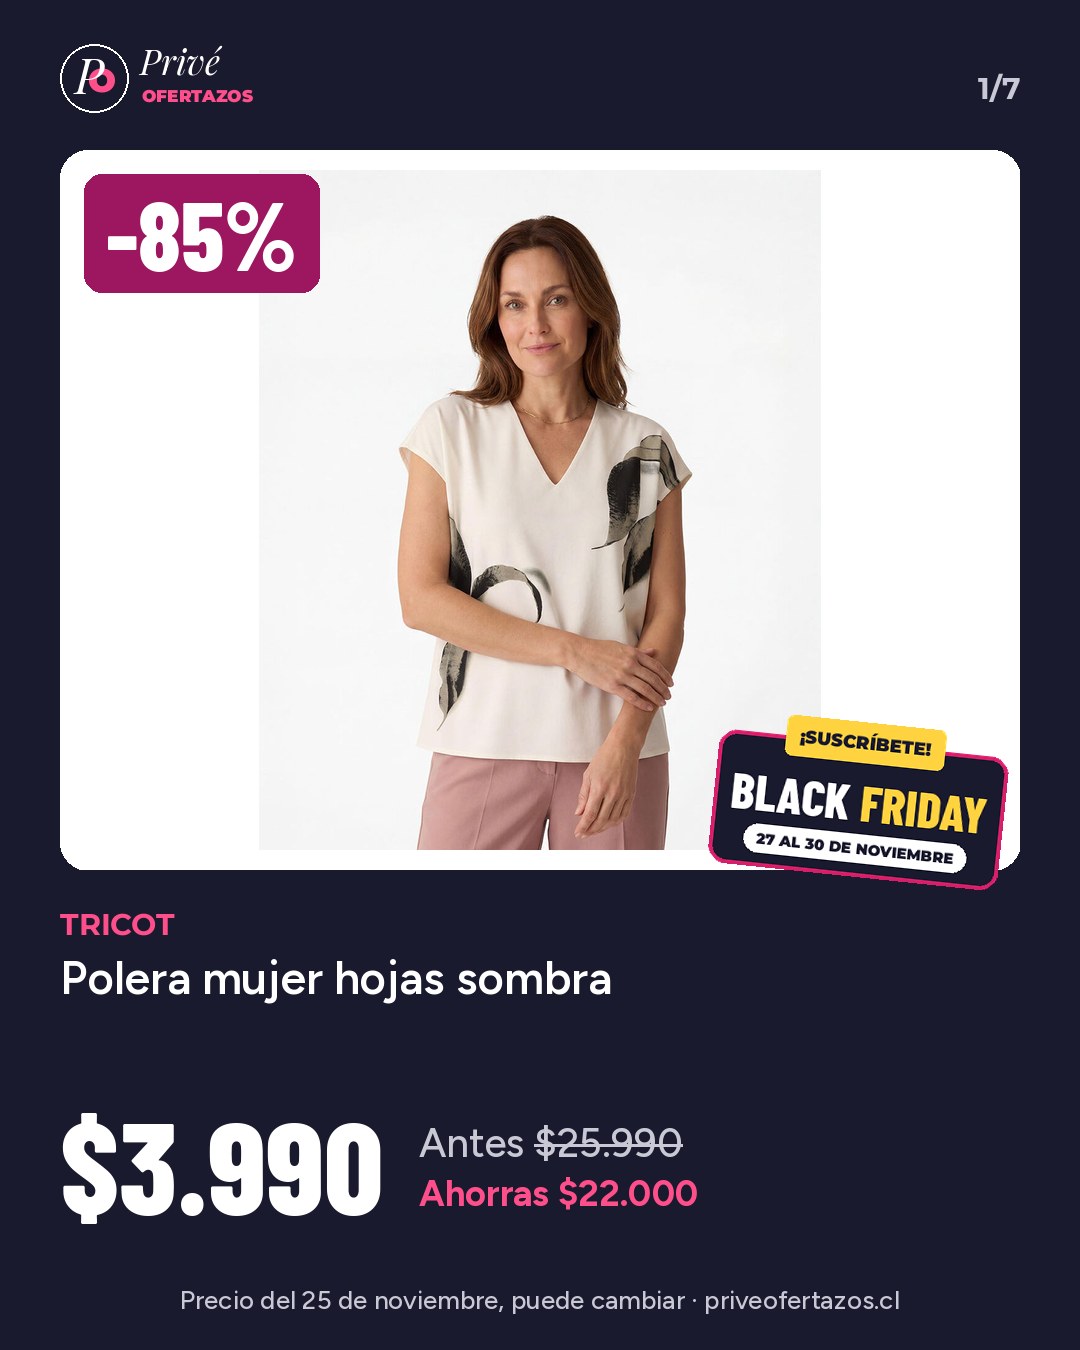 Po
Privé
OFERTAZOS
1/7
-85%
¡SUSCRÍBETE!
BLACK FRIDAY
27 AL 30 DE NOVIEMBRE
TRICOT
Polera mujer hojas sombra
$3.990
Antes $25.990
Ahorras $22.000
Precio del 25 de noviembre, puede cambiar · priveofertazos.cl